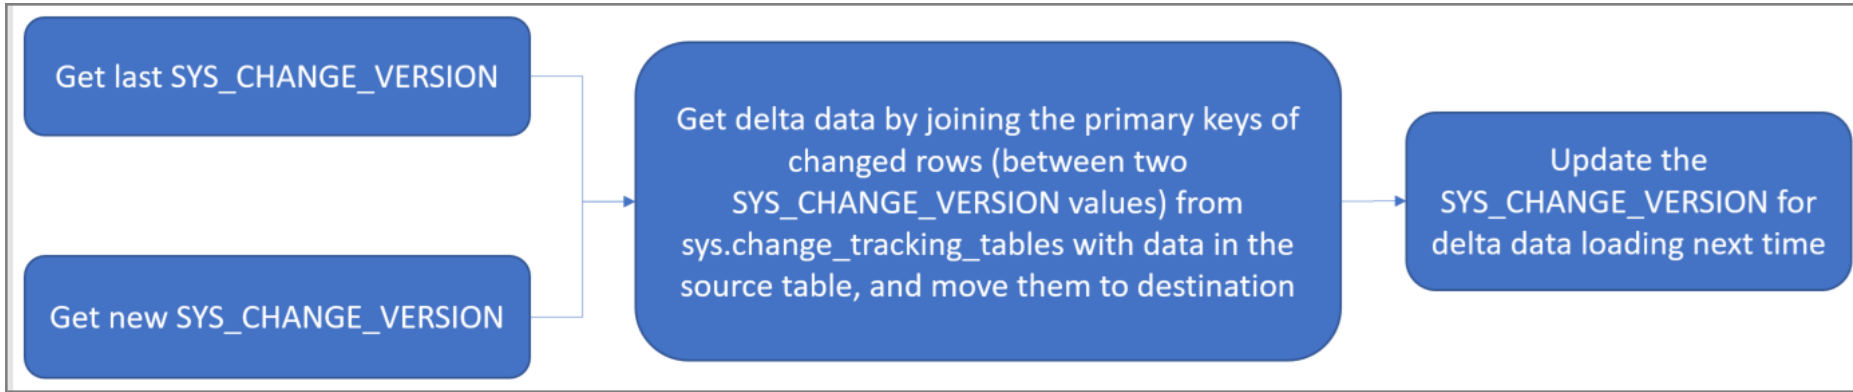 Get last SYS_CHANGE_VERSION
Get new SYS_CHANGE_VERSION
Get delta data by joining the primary keys of
changed rows (between two
SYS_CHANGE_VERSION values) from
sys.change_tracking_tables with data in the
source table, and move them to destination
Update the
SYS_CHANGE_VERSION for
delta data loading next time